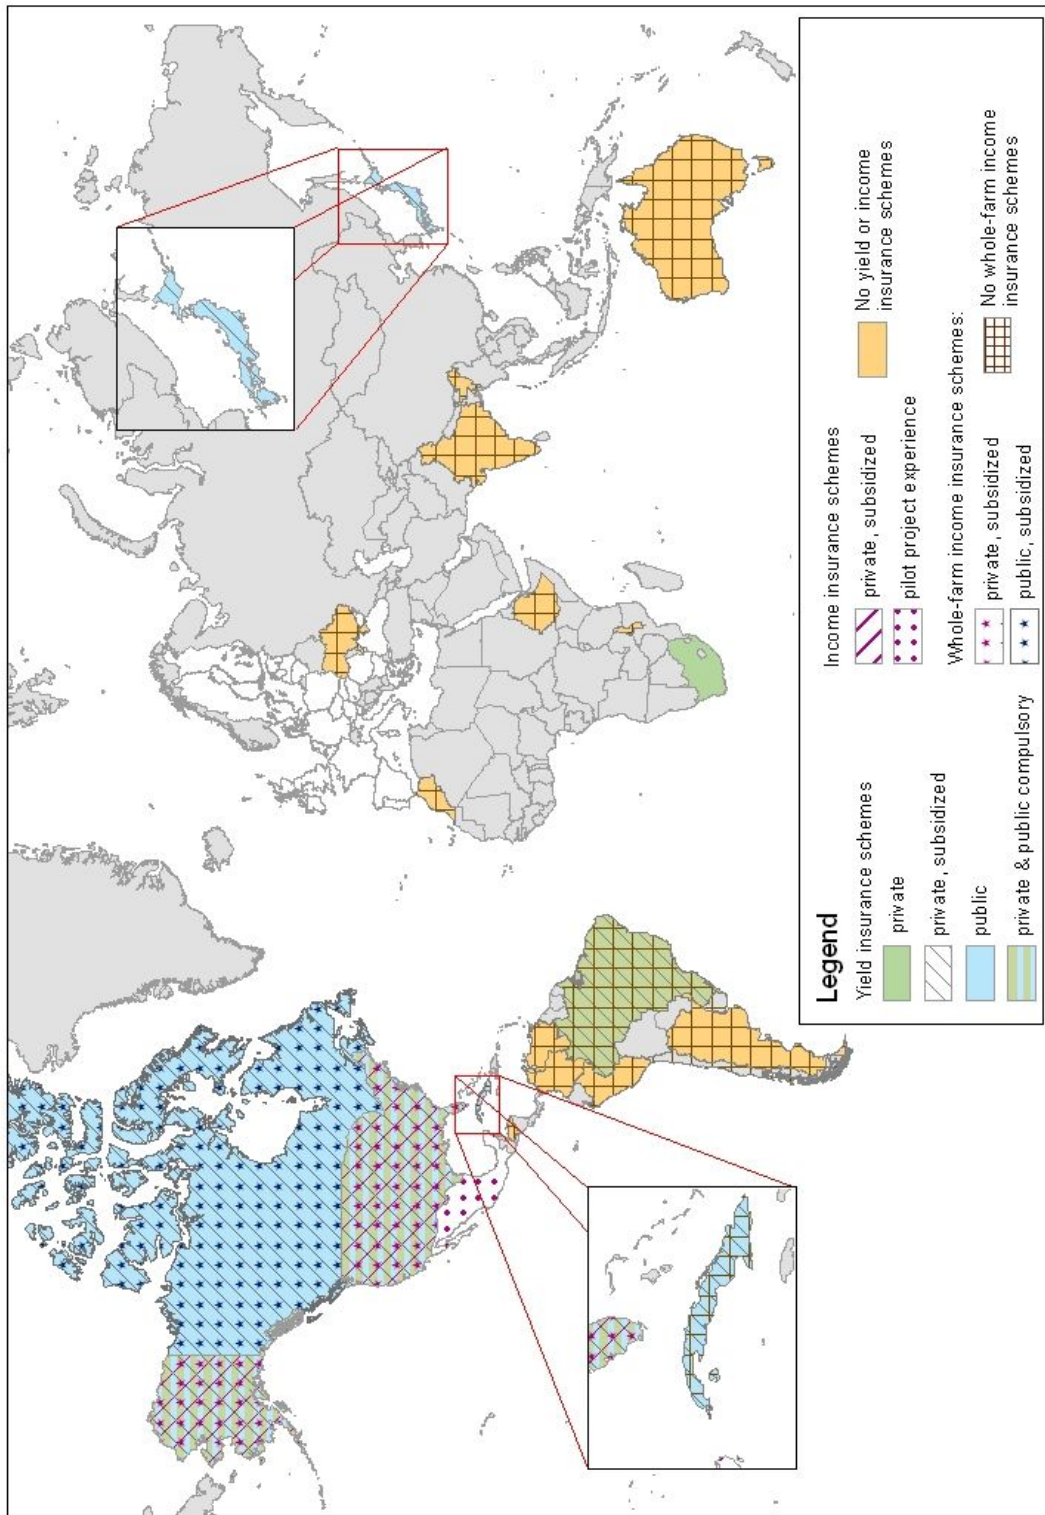 Legend
Yield insurance schemes
private
private, subsidized
public
private & public compulsory
Income insurance schemes
private, subsidized
pilot project experience
Whole-farm income insurance schemes:
private, subsidized
public, subsidized
No yield or income
insurance schemes
No whole-farm income
insurance schemes